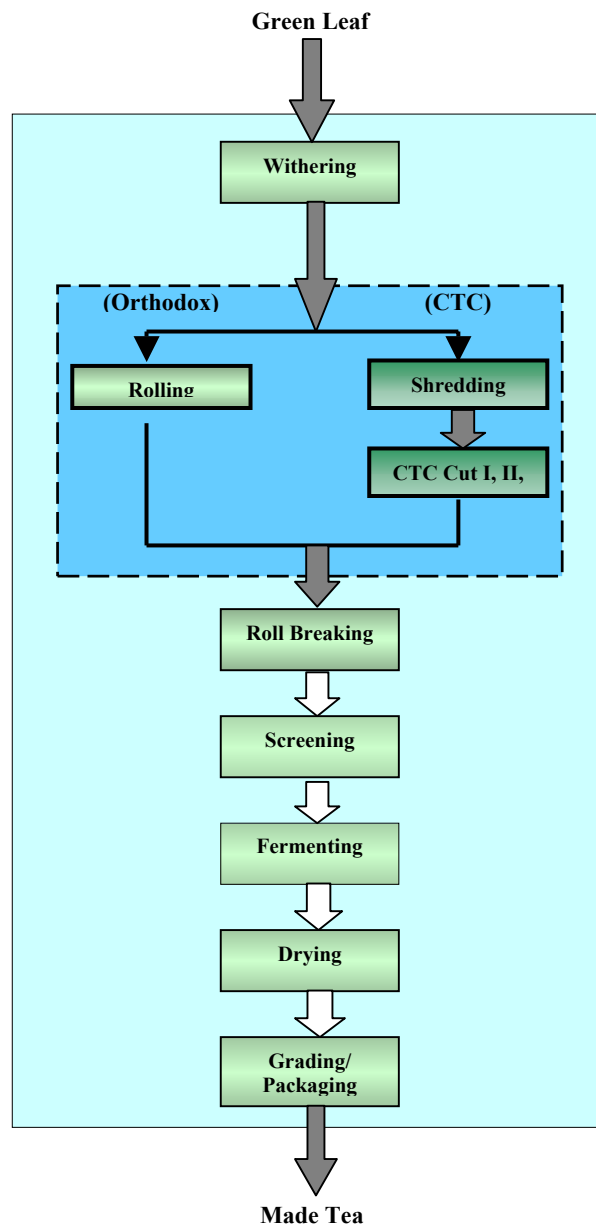 Green Leaf
Withering
(Orthodox)
(CTC)
Rolling
Shredding
CTC Cut I, II,
Roll Breaking
Screening
Fermenting
Drying
Grading/
Packaging
Made Tea